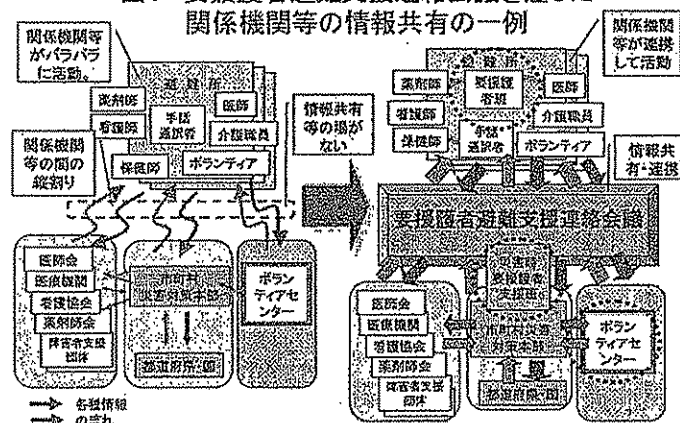 関係機関等の情報共有の一例
関係機関等
がバラバラ
に活動。
避難所
医師
薬剤師
手話
通訳者
看護師
介護職員
保健師
ボランティア
関係機関
等の間の
縦割り
情報共有
等の場が
ない
医師会
医療機関
看護協会
薬剤師会
障害者支援
団体
市町村
災害対策本部
都道府県・国
ボラン
ティアセ
ンター
各種情報
の流れ
関係機関
等が連携
して活動
避難所
要援護
者班
医師
薬剤師
看護師
介護職員
保健師
手話
通訳者
ボランティア
情報共
有・連携
要援護者避難支援連絡会議
医師会
医療機関
看護協会
薬剤師会
障害者支援
団体
要援護者
支援班
市町村災害
対策本部
都道府県・国
ボラン
ティアセ
ンター